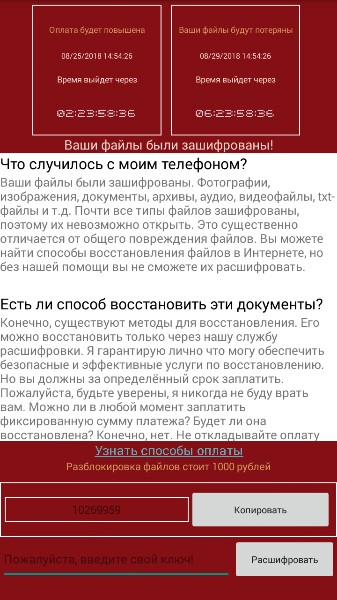 Оплата будет повышена
08/25/2018 14:54:26
Время выйдет через
02:23:58:36
Ваши файлы будут потеряны
08/29/2018 14:54:26
Время выйдет через
06:23:58:36
Ваши файлы были зашифрованы!
Что случилось с моим телефоном?
Ваши файлы были зашифрованы. Фотографии,
изображения, документы, архивы, аудио, видеофайлы, txt-
файлы и т.д. Почти все типы файлов зашифрованы,
поэтому их невозможно открыть. Это существенно
отличается от общего повреждения файлов. Вы можете
найти способы восстановления файлов в Интернете, но
без нашей помощи вы не сможете их расшифровать.
Есть ли способ восстановить эти документы?
Конечно, существуют методы для восстановления. Его
можно восстановить только через нашу службу
расшифровки. Я гарантирую лично что могу обеспечить
безопасные и эффективные услуги по восстановлению.
Но вы должны за определённый срок заплатить.
Пожалуйста, будьте уверены, я никогда не буду врать
вам. Можно ли в любой момент заплатить
фиксированную сумму платежа? Будет ли она
восстановлена? Конечно, нет. Не откладывайте оплату
Узнать способы оплаты
Разблокировка файлов стоит 1000 рублей
10269959
Копировать
Пожалуйста, введите свой ключ!
Расшифровать